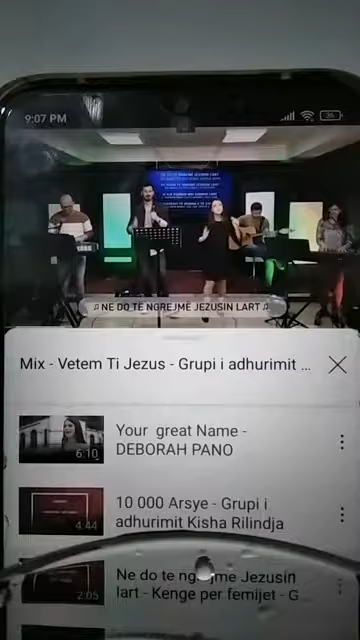 9:07 PM
♫ NE DO TE NGREJME JEZUSIN LART ♫
Mix - Vetem Ti Jezus - Grupi i adhurimit ...
Your great Name -
DEBORAH PANO
6:10
10 000 Arsye - Grupi i
adhurimit Kisha Rilindja
4:44
Ne do te ngrejme Jezusin
lart - Kenge per femijet - G
2:05